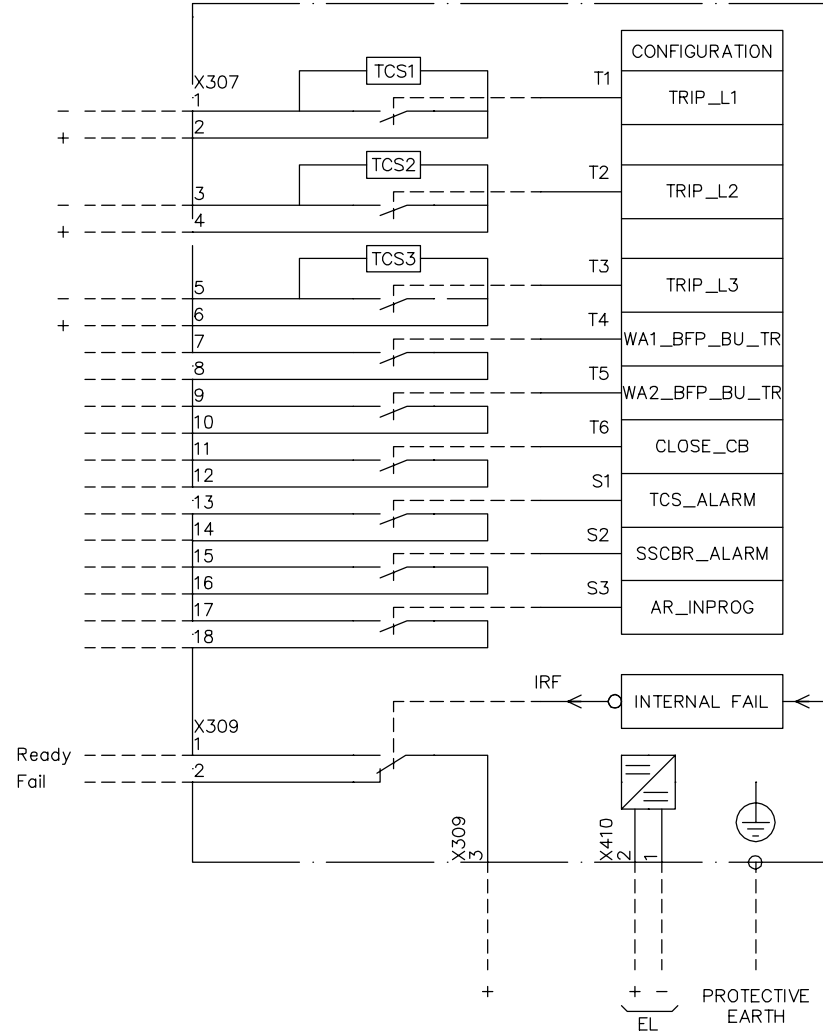 CONFIGURATION
X307
TCS1
T1
TRIP_L1
1
-
2
+
TCS2
T2
TRIP_L2
3
-
4
+
TCS3
T3
TRIP_L3
5
-
6
+
T4
WA1_BFP_BU_TR
7
8
T5
WA2_BFP_BU_TR
9
10
T6
CLOSE_CB
11
12
S1
TCS_ALARM
13
14
S2
SSCBR_ALARM
15
16
S3
AR_INPROG
17
18
IRF
INTERNAL FAIL
X309
1
Ready
2
Fail
X309
3
X410
2
1
+
+ -
EL
PROTECTIVE
EARTH